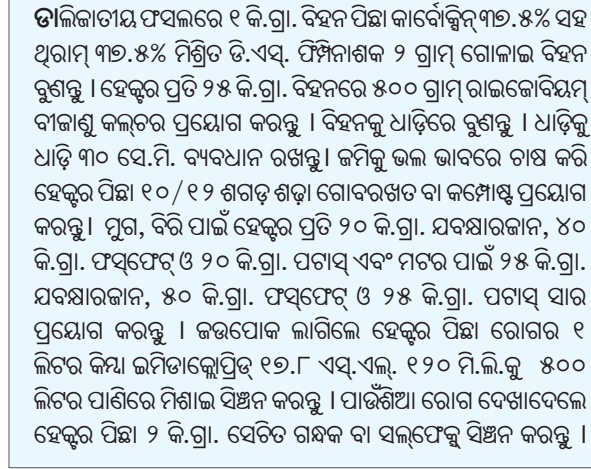 ଡାଲିଜାତୀୟ ଫସଲରେ ୧ କି.ଗ୍ରା. ବିହନ ପିଛା କାର୍ବୋକ୍ସିନ୍ ୩୭.୫% ସହ
ଥିରାମ୍ ୩୭.୫% ମିଶ୍ରିତ ଡି.ଏସ୍. ଫିମ୍ପିନାଶକ ୨ ଗ୍ରାମ୍ ଗୋଳାଇ ବିହନ
ବୁଣନ୍ତୁ । ହେକ୍ଟର ପ୍ରତି ୨୫ କି.ଗ୍ରା. ବିହନରେ ୫୦୦ ଗ୍ରାମ୍ ରାଇଜୋବିୟମ୍
ବୀଜାଣୁ କଲ୍‌ଚର ପ୍ରୟୋଗ କରନ୍ତୁ । ବିହନକୁ ଧାଡ଼ିରେ ବୁଣନ୍ତୁ । ଧାଡ଼ିକୁ
ଧାଡ଼ି ୩୦ ସେ.ମି. ବ୍ୟବଧାନ ରଖନ୍ତୁ । ଜମିକୁ ଭଲ ଭାବରେ ଚାଷ କରି
ହେକ୍ଟର ପିଛା ୧୦/୧୨ ଶଗଡ଼ ଶଢ଼ା ଗୋବରଖତ ବା କମ୍ପୋଷ୍ଟ ପ୍ରୟୋଗ
କରନ୍ତୁ । ମୁଗ, ବିରି ପାଇଁ ହେକ୍ଟର ପ୍ରତି ୨୦ କି.ଗ୍ରା. ଯବକ୍ଷାରଜାନ, ୪୦
କି.ଗ୍ରା. ଫସ୍‌ଫେଟ୍ ଓ ୨୦ କି.ଗ୍ରା. ପଟାସ୍ ଏବଂ ମଟର ପାଇଁ ୨୫ କି.ଗ୍ରା.
ଯବକ୍ଷାରଜାନ, ୫୦ କି.ଗ୍ରା. ଫସ୍‌ଫେଟ୍ ଓ ୨୫ କି.ଗ୍ରା. ପଟାସ୍ ସାର
ପ୍ରୟୋଗ କରନ୍ତୁ । ଜଉପୋକ ଲାଗିଲେ ହେକ୍ଟର ପିଛା ରୋଗର ୧
ଲିଟର କିମ୍ବା ଇମିଡାକ୍ଲୋପ୍ରିଡ୍ ୧୭.୮ ଏସ୍.ଏଲ୍. ୧୨୦ ମି.ଲି.କୁ ୫୦୦
ଲିଟର ପାଣିରେ ମିଶାଇ ସିଞ୍ଚନ କରନ୍ତୁ । ପାଉଁଶିଆ ରୋଗ ଦେଖାଦେଲେ
ହେକ୍ଟର ପିଛା ୨ କି.ଗ୍ରା. ସେଚିତ ଗନ୍ଧକ ବା ସଲ୍‌ଫେକ୍ସ ସିଞ୍ଚନ କରନ୍ତୁ ।